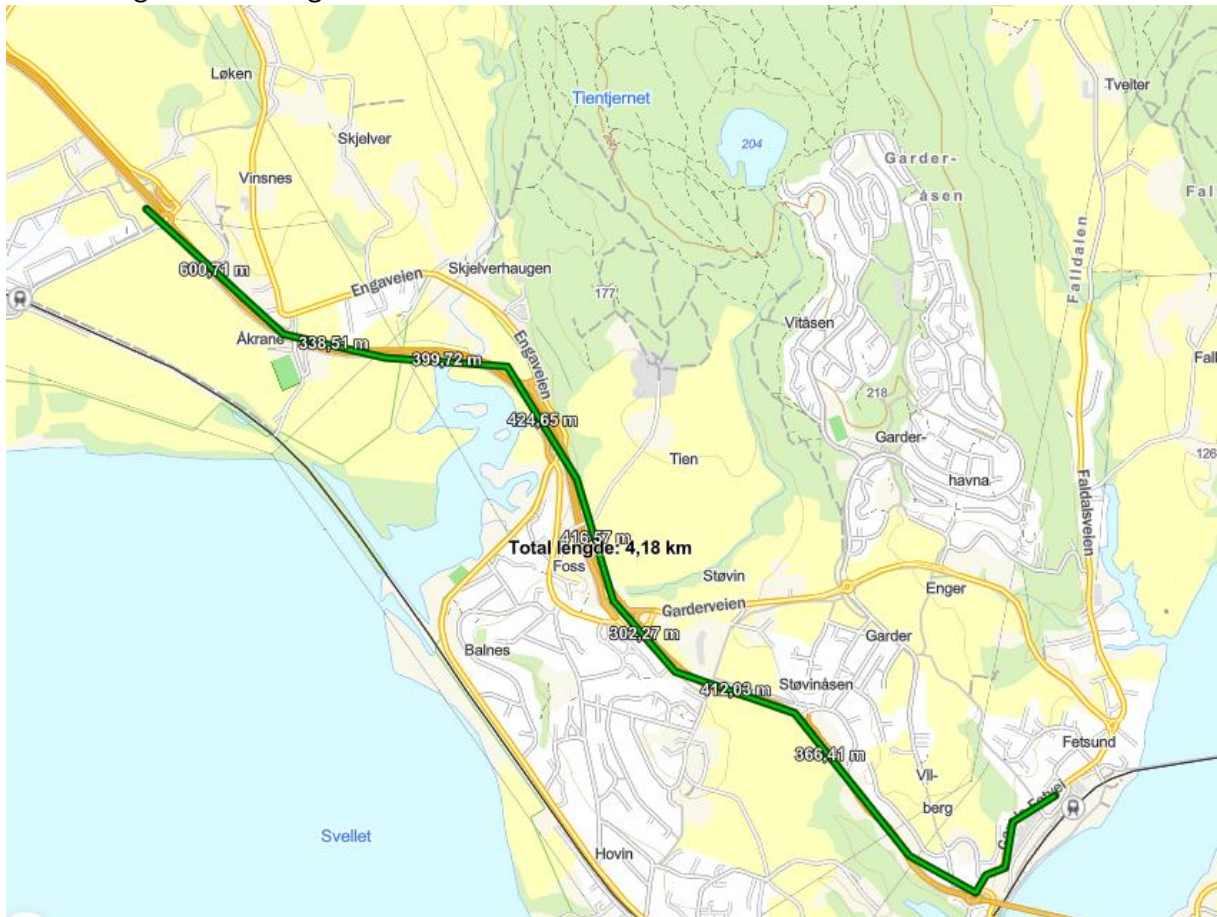 Løken
Tientjernet
Tveiter
Skjelver
200
204
Garder-
åsen
Vinsnes
Fal
Falldalen
600,71 m
Engaveien
Skjelverhaugen
177
Vitåsen
Åkrane
338,51 m
399,72 m
Engaveien
Fall
218
424,65 m
Garder-
havna
Tien
126
Faldalsveien
416,57 m
Total lengde: 4,18 km
Foss
Støvin
Enger
Garderveien
302,27 m
Garder
Balnes
412,03 m
Støvinåsen
Fetsund
366,41 m
Vil-
berg
Svellet
Hovin